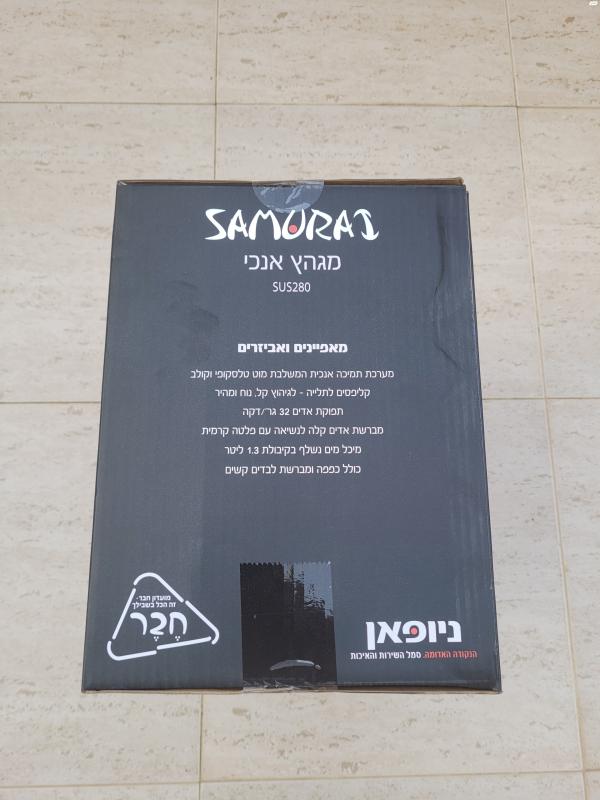 SAMURAI
מגהץ אנכי
SUS280
מאפיינים ואביזרים
מערכת תמיכה אנכית המשלבת מוט טלסקופי וקולב
קליפסים לתלייה - לגיהוץ קל, נוח ומהיר
תפוקת אדים 32 גר'/דקה
מברשת אדים קלה לנשיאה עם פלטה קרמית
מיכל מים נשלף בקיבולת 1.3 ליטר
כולל כפפה ומברשת לבדים קשים
מועדון חבר-
זה הכל בשבילך
חֶבֶר
ניופאן
הנקודה האדומה. סמל השירות והאיכות